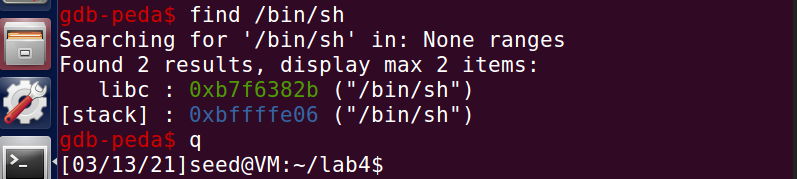 gdb-peda$ find /bin/sh
Searching for '/bin/sh' in: None ranges
Found 2 results, display max 2 items:
   libc : 0xb7f6382b ("/bin/sh")
[stack] : 0xbffffe06 ("/bin/sh")
gdb-peda$ q
[03/13/21]seed@VM:~/lab4$